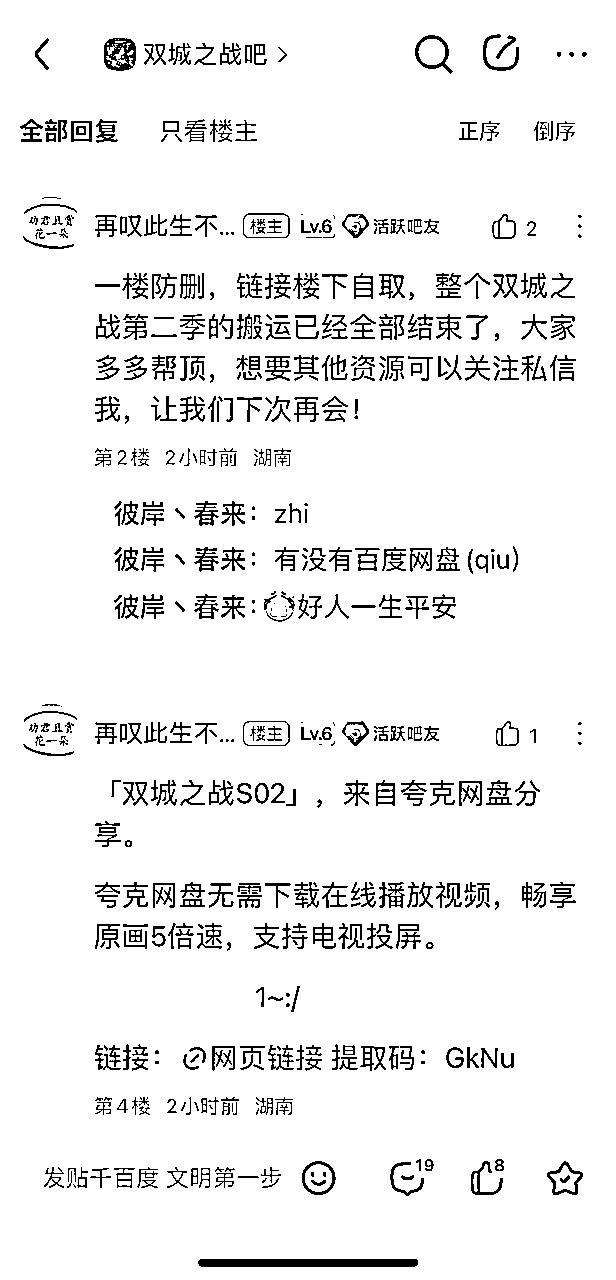 双城之战吧
全部回复 只看楼主 正序 倒序
劝君且赏
花一朵
再叹此生不... 楼主 Lv.6 活跃吧友 2
一楼防删，链接楼下自取，整个双城之
战第二季的搬运已经全部结束了，大家
多多帮顶，想要其他资源可以关注私信
我，让我们下次再会！
第2楼 2小时前 湖南
彼岸丶春来：zhi
彼岸丶春来：有没有百度网盘(qiu)
彼岸丶春来：好人一生平安
劝君且赏
花一朵
再叹此生不... 楼主 Lv.6 活跃吧友 1
「双城之战S02」，来自夸克网盘分
享。
夸克网盘无需下载在线播放视频，畅享
原画5倍速，支持电视投屏。
1~:/
链接：网页链接 提取码：GkNu
第4楼 2小时前 湖南
发贴千百度 文明第一步 19 8